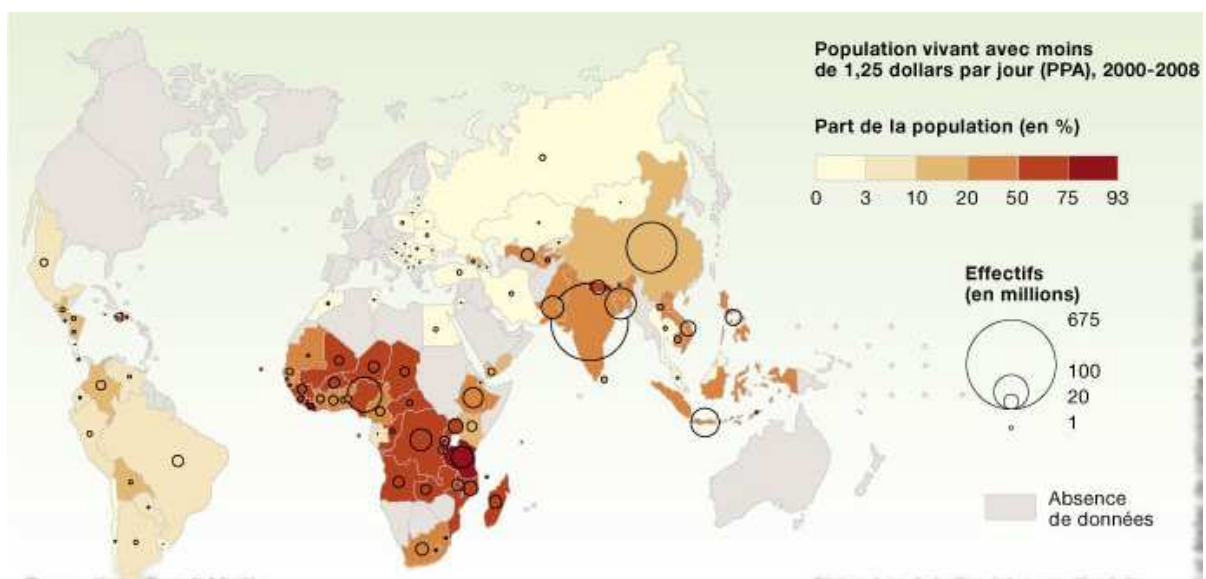 Population vivant avec moins
de 1,25 dollars par jour (PPA), 2000-2008
Part de la population (en %)
0 3 10 20 50 75 93
Effectifs
(en millions)
675
100
20
1
Absence
de données